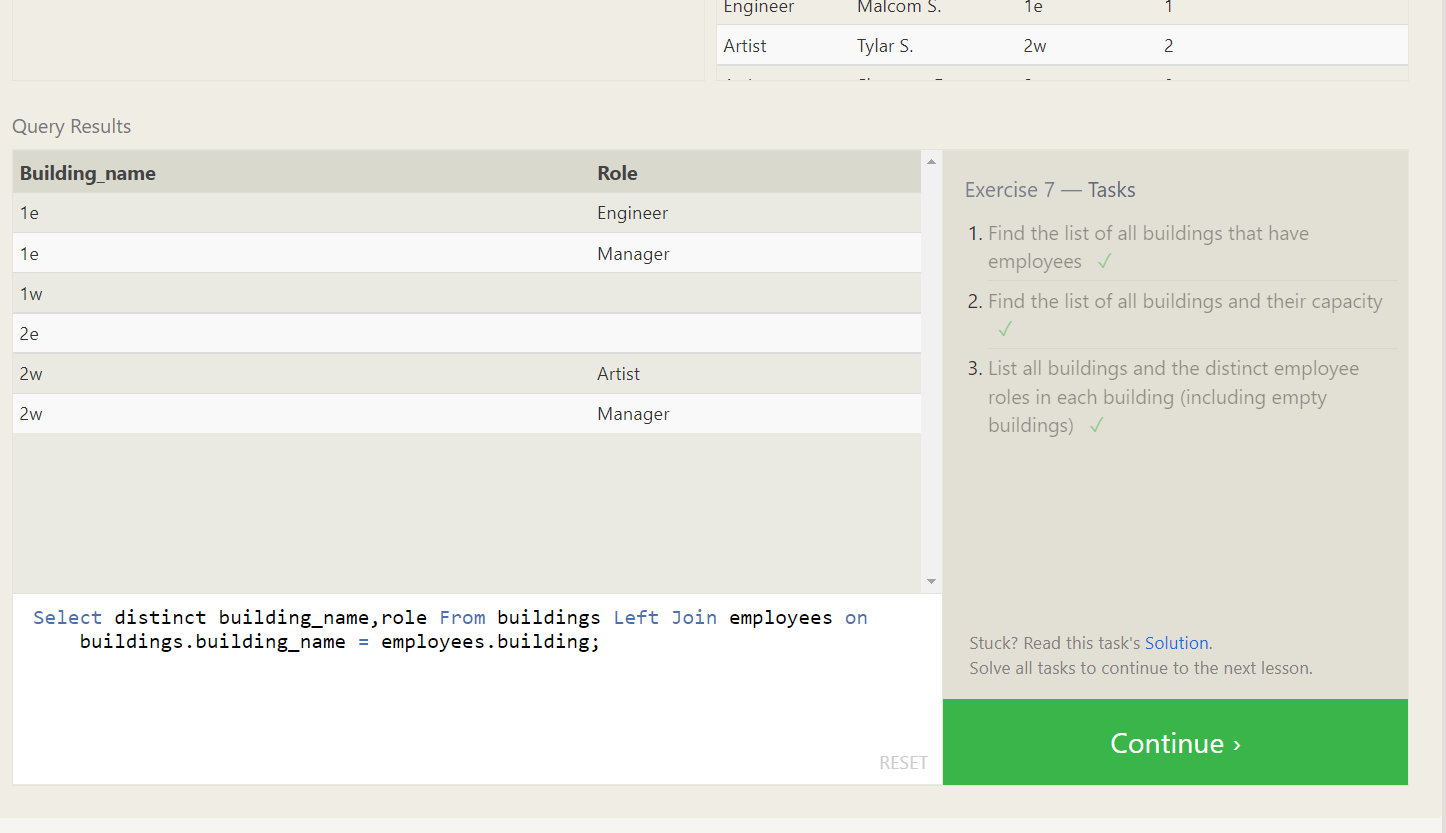 Engineer Malcom S. 1e 1
Artist Tylar S. 2w 2
Query Results
Building_name Role
1e Engineer
1e Manager
1w
2e
2w Artist
2w Manager
Select distinct building_name,role From buildings Left Join employees on
buildings.building_name = employees.building;
RESET
Exercise 7 — Tasks
1. Find the list of all buildings that have
employees ✓
2. Find the list of all buildings and their capacity
✓
3. List all buildings and the distinct employee
roles in each building (including empty
buildings) ✓
Stuck? Read this task's Solution.
Solve all tasks to continue to the next lesson.
Continue ›